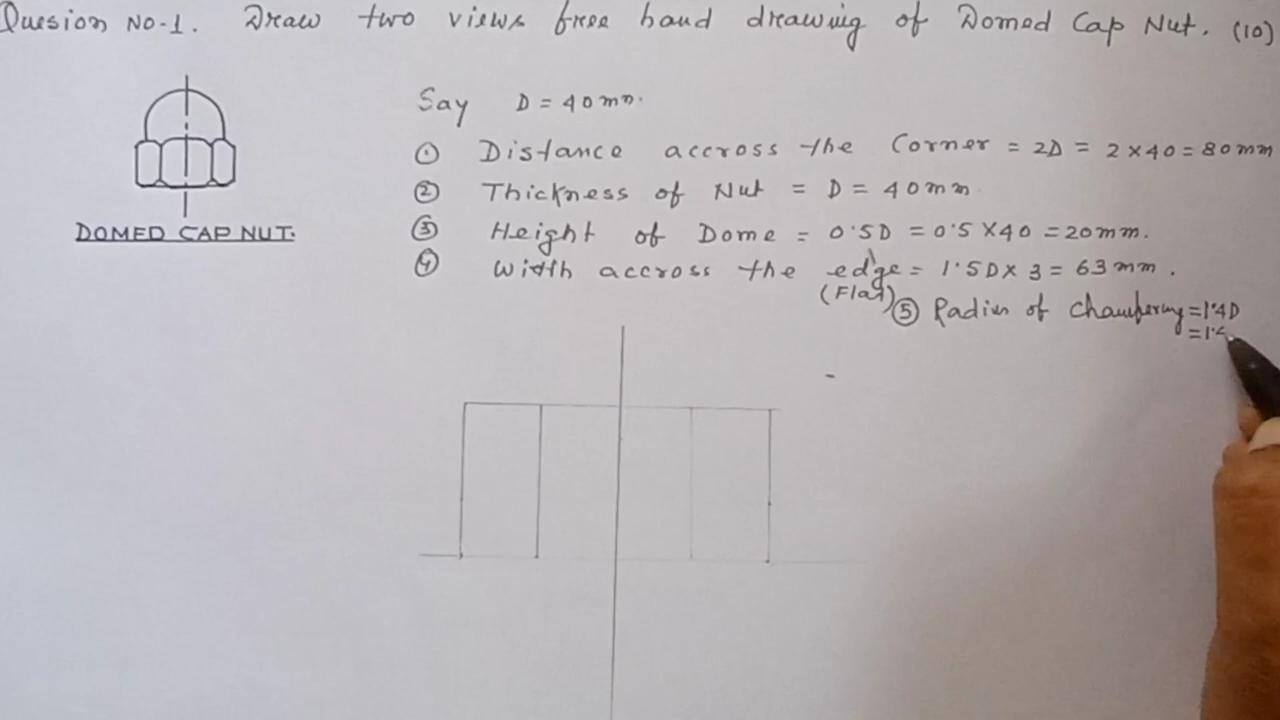 Quesion No-1. Draw two views free hand drawing of Domed Cap Nut. (10)
DOMED CAP NUT.
Say D = 40mm.
① Distance accross the Corner = 2D = 2 × 40 = 80mm
② Thickness of Nut = D = 40mm
③ Height of Dome = 0.5D = 0.5 × 40 = 20mm.
④ Width accross the edge = 1.5D × 3 = 63mm.
(Flat)
⑤ Radius of Chamfering = 1.4D
= 1.4